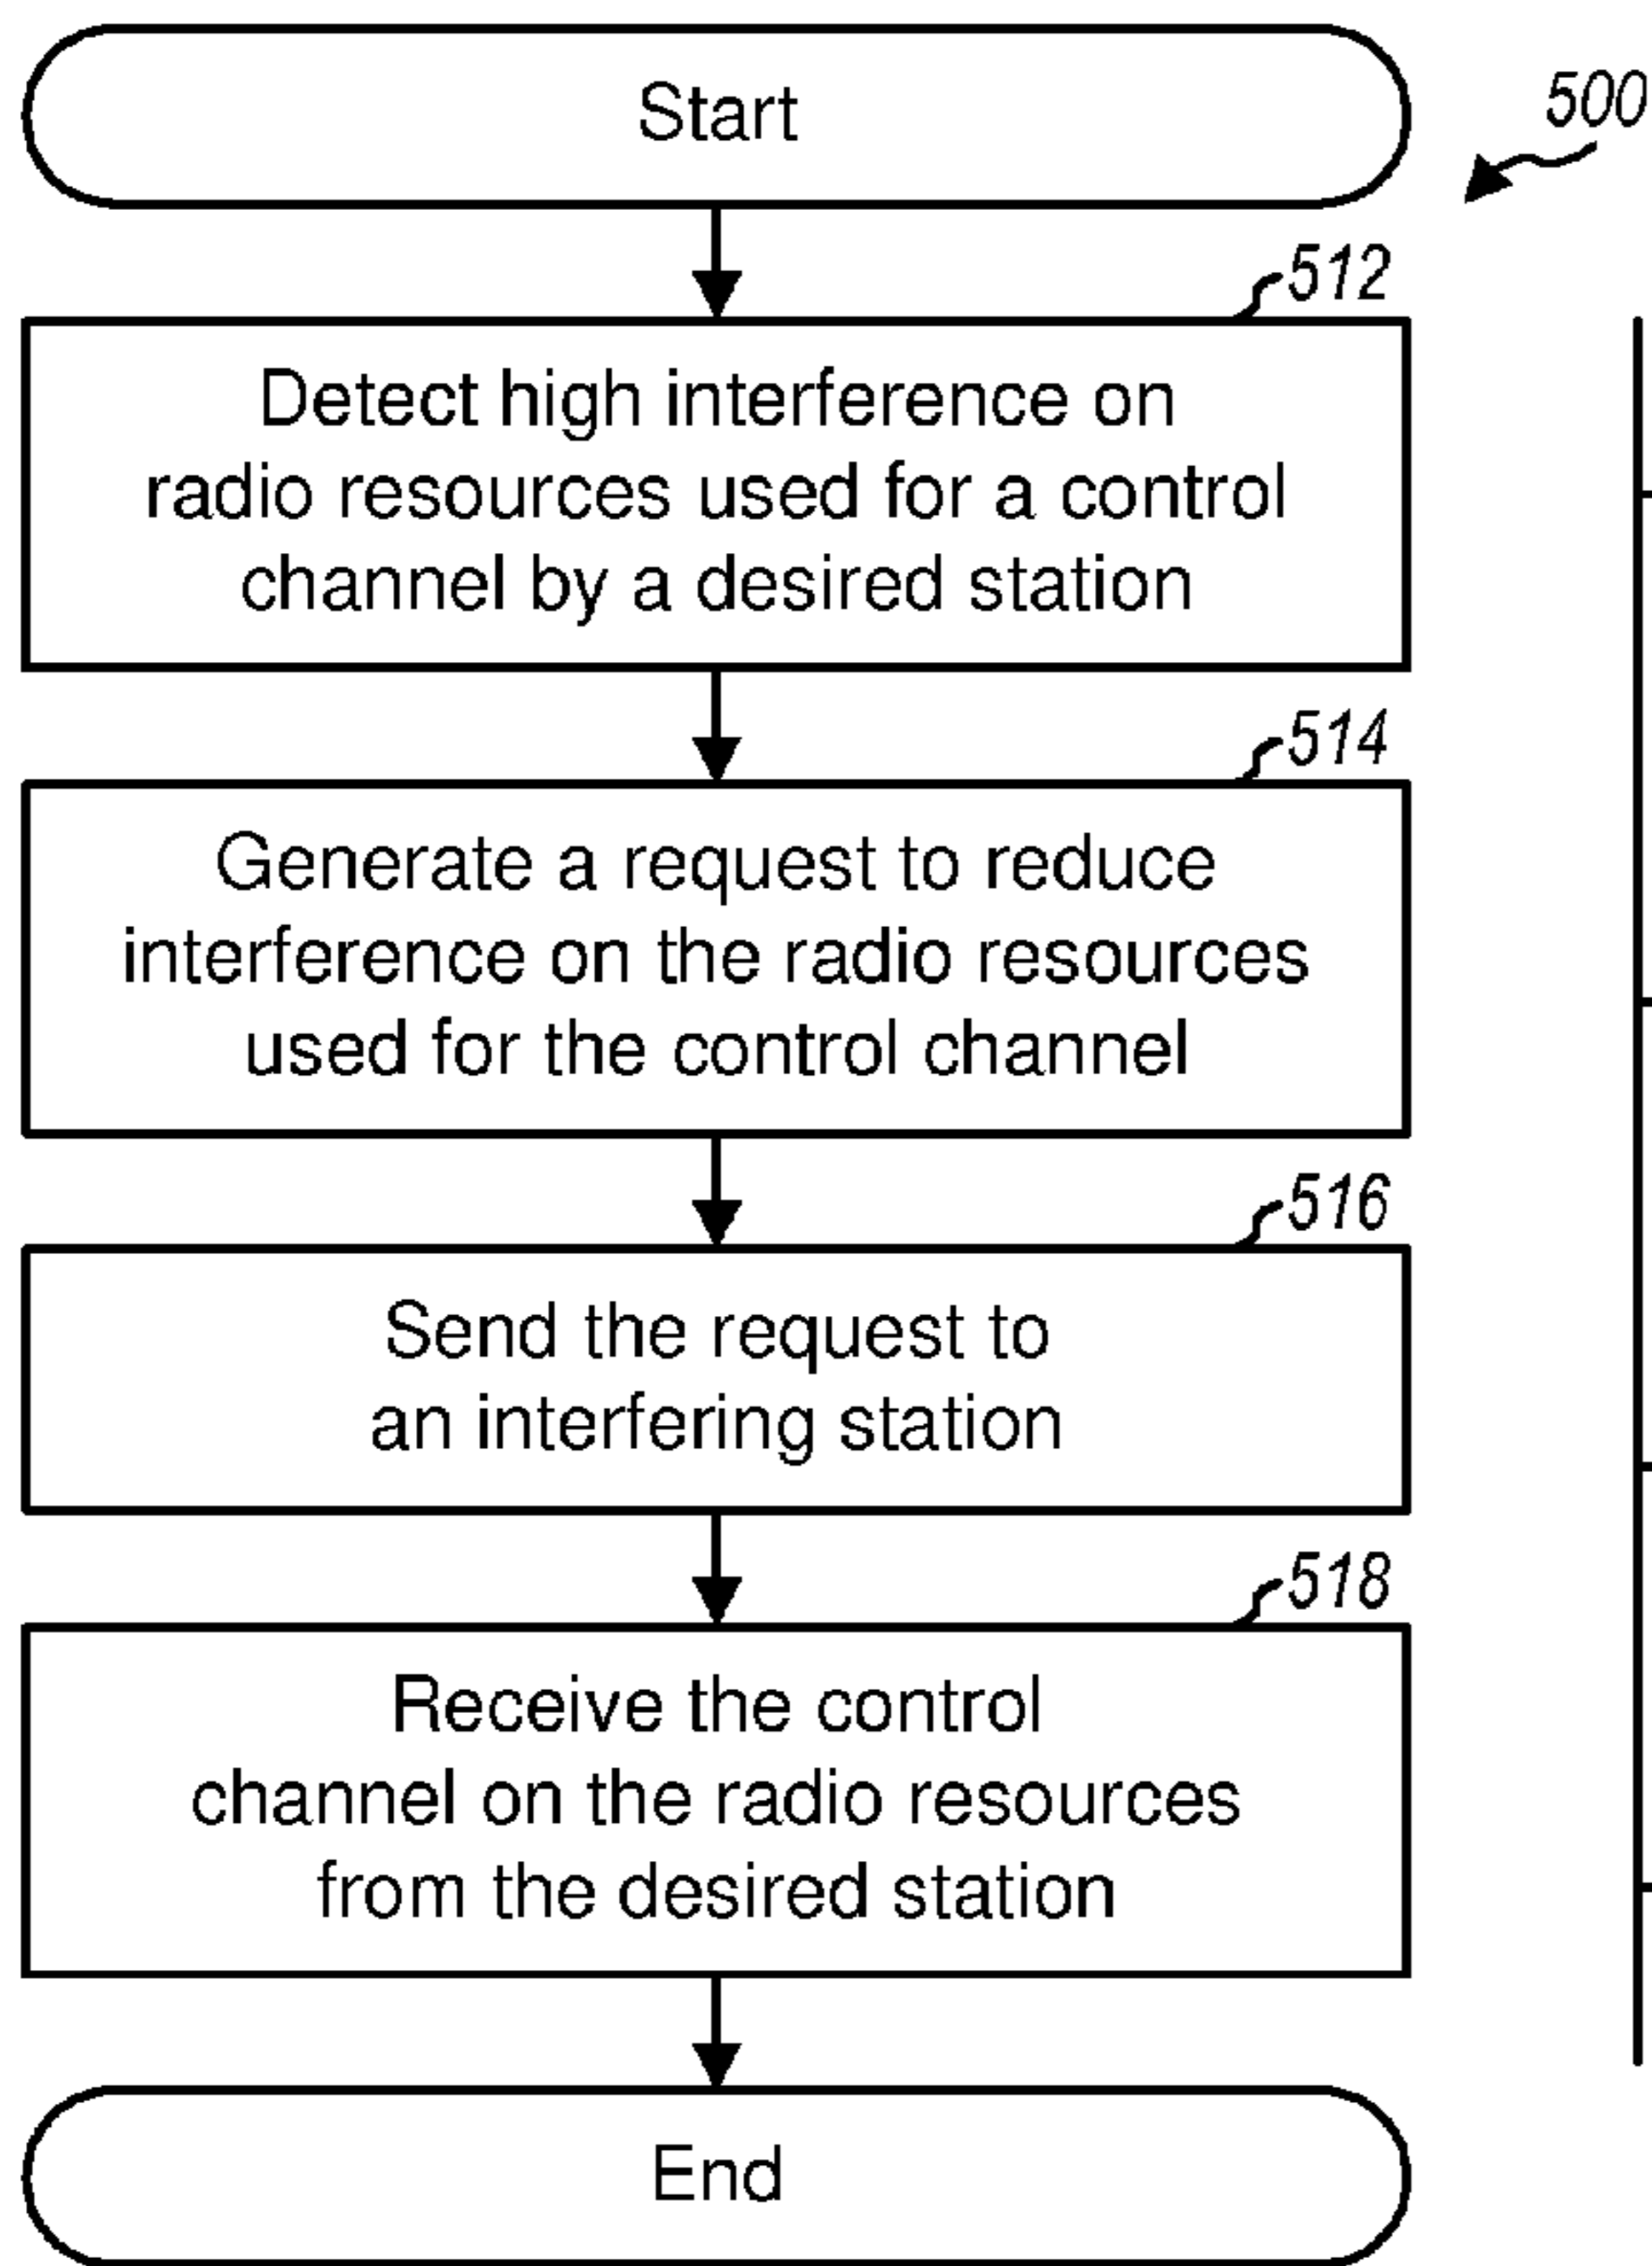 Start
500
512
Detect high interference on
radio resources used for a control
channel by a desired station
514
Generate a request to reduce
interference on the radio resources
used for the control channel
516
Send the request to
an interfering station
518
Receive the control
channel on the radio resources
from the desired station
End